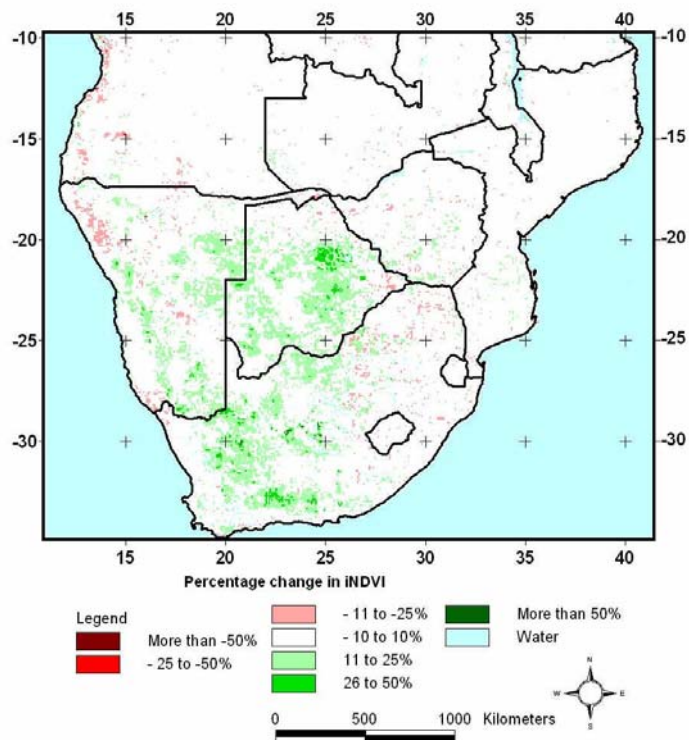 15 20 25 30 35 40
-10 -10
-15 -15
-20 -20
-25 -25
-30 -30
15 20 25 30 35 40
Percentage change in iNDVI
Legend
More than -50%
- 25 to -50%
- 11 to -25%
- 10 to 10%
11 to 25%
26 to 50%
More than 50%
Water
N
W E
S
0 500 1000 Kilometers